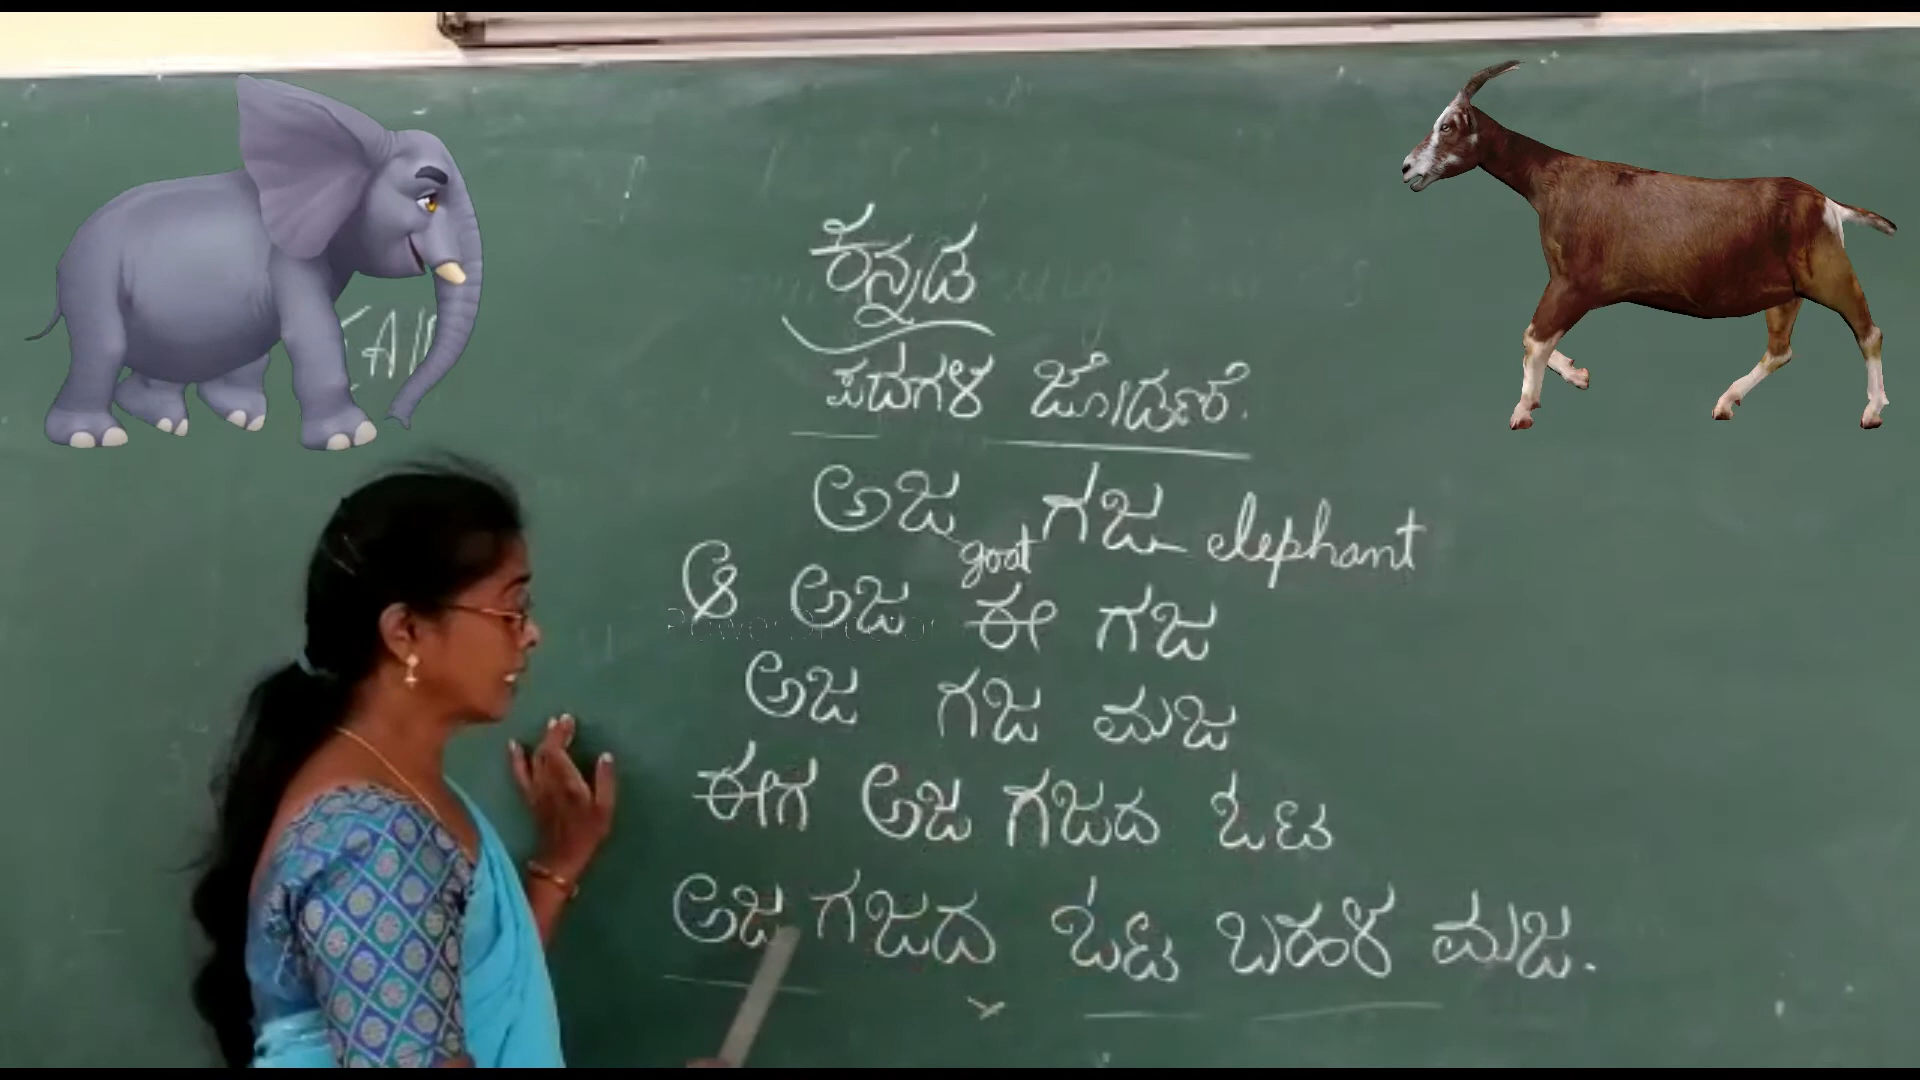 ಕನ್ನಡ
ಪದಗಳ ಜೋಡಣೆ.
ಅಜ goat ಗಜ elephant
ಆ ಅಜ ಈ ಗಜ
ಅಜ ಗಜ ಮಜ
ಈಗ ಅಜ ಗಜದ ಓಟ
ಅಜ ಗಜದ ಓಟ ಬಹಳ ಮಜ.